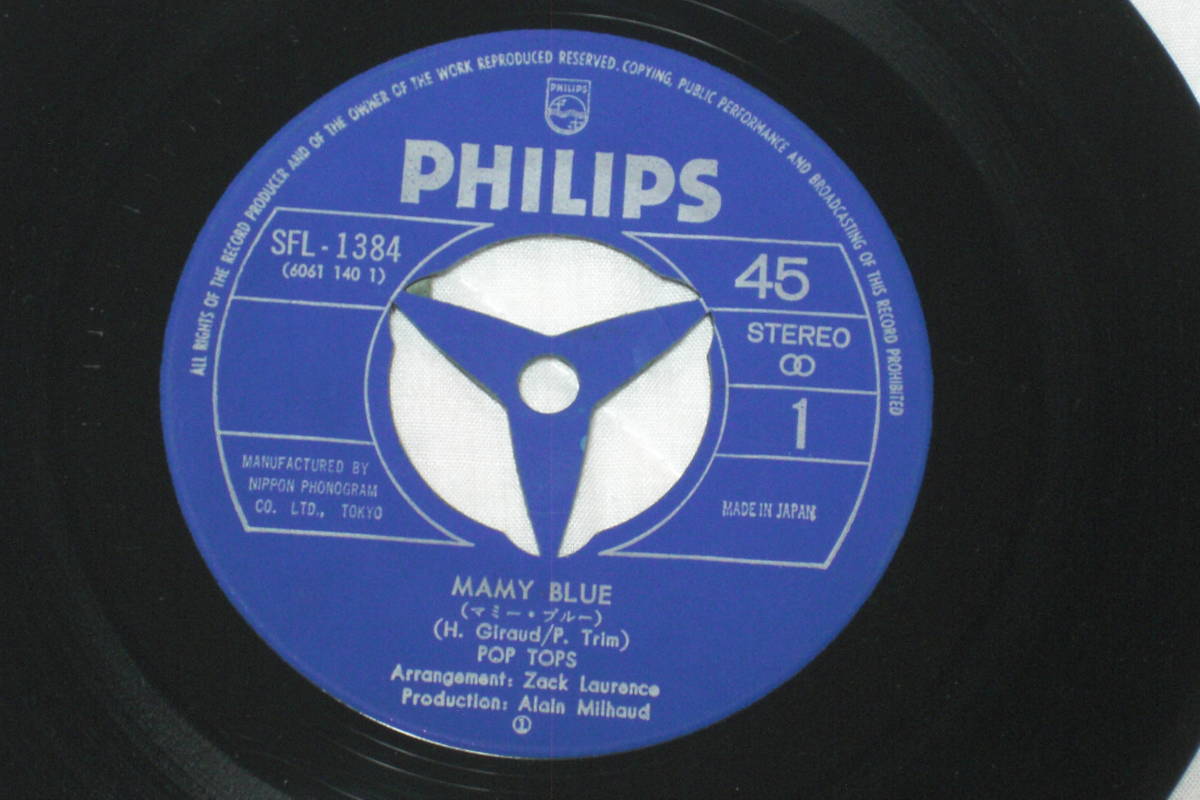 ALL RIGHTS OF THE RECORD PRODUCER AND OF THE OWNER OF THE WORK REPRODUCED RESERVED. COPYING, PUBLIC PERFORMANCE AND BROADCASTING OF THIS RECORD PROHIBITED
PHILIPS
PHILIPS
SFL-1384
(6061 140 1)
45
STEREO
1
MANUFACTURED BY
NIPPON PHONOGRAM
CO. LTD., TOKYO
MADE IN JAPAN
MAMY BLUE
(マミー・ブルー)
(H. Giraud/P. Trim)
POP TOPS
Arrangement: Zack Laurence
Production: Alain Milhaud
①